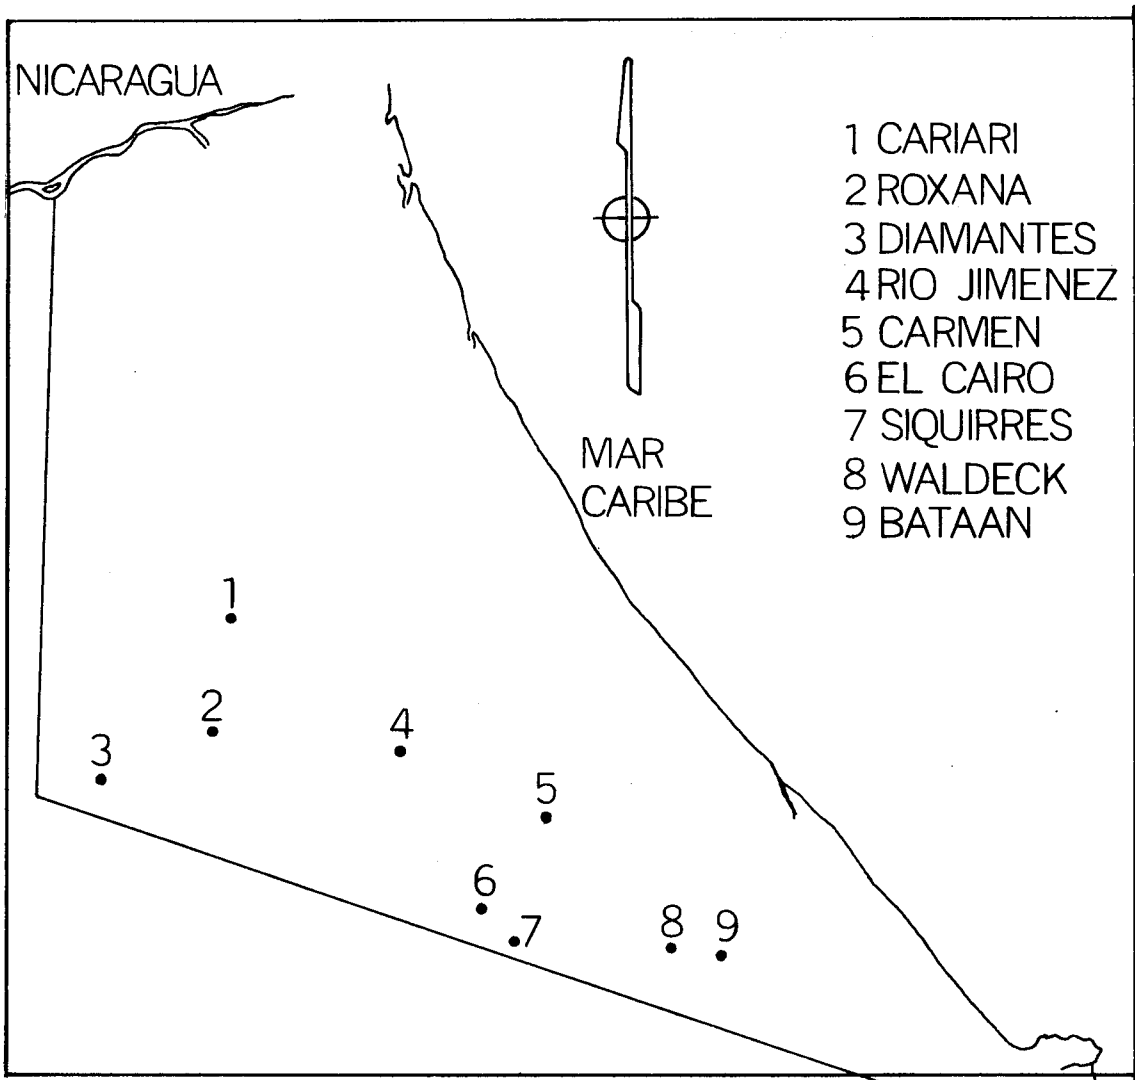 NICARAGUA
1 CARIARI
2 ROXANA
3 DIAMANTES
4 RIO JIMENEZ
5 CARMEN
6 EL CAIRO
7 SIQUIRRES
8 WALDECK
9 BATAAN
MAR
CARIBE
1
2
3
4
5
6
7
8
9